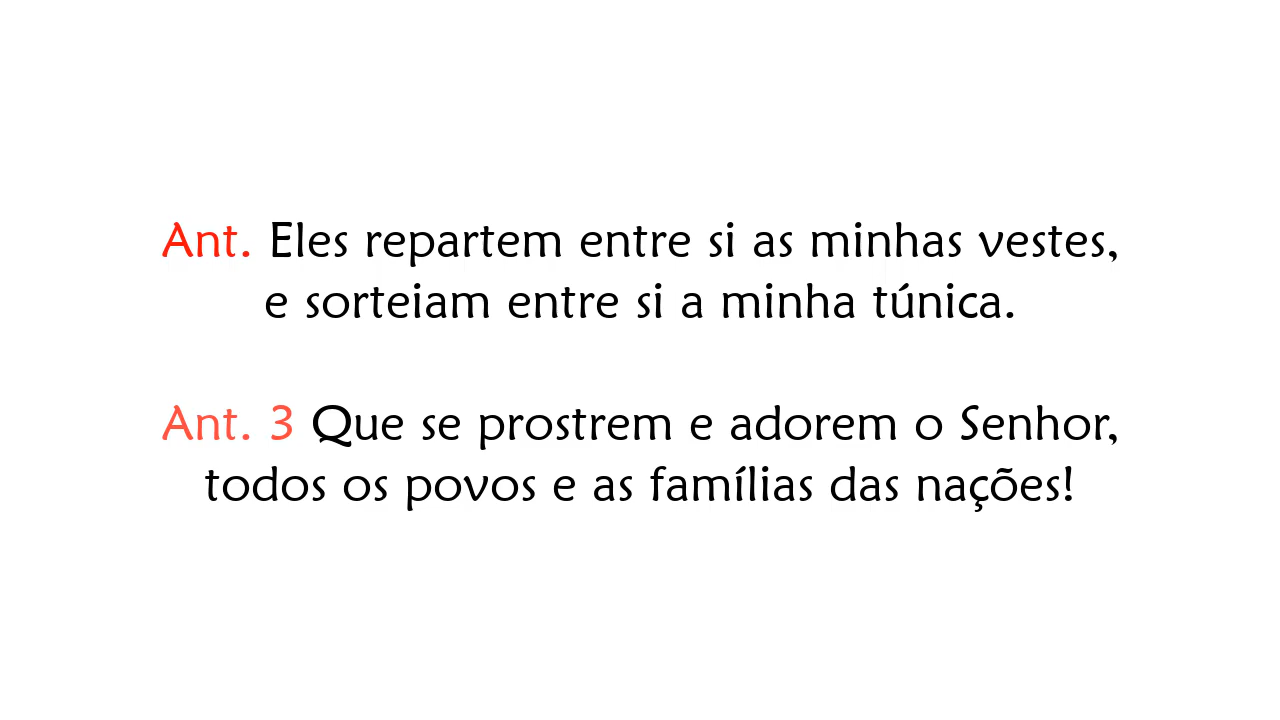 Ant. Eles repartem entre si as minhas vestes,
e sorteiam entre si a minha túnica.
Ant. 3 Que se prostrem e adorem o Senhor,
todos os povos e as famílias das nações!